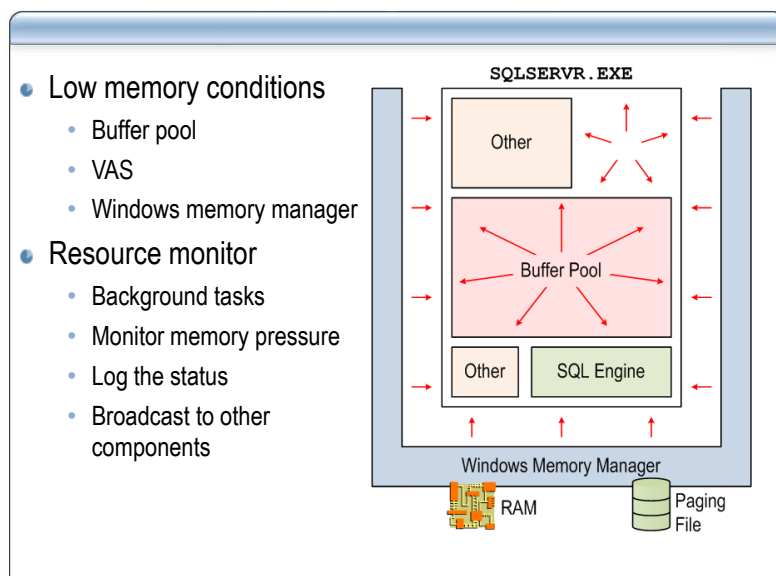 Low memory conditions
Buffer pool
VAS
Windows memory manager
Resource monitor
Background tasks
Monitor memory pressure
Log the status
Broadcast to other
components
SQLSERVR.EXE
Other
Buffer Pool
Other
SQL Engine
Windows Memory Manager
RAM
Paging
File